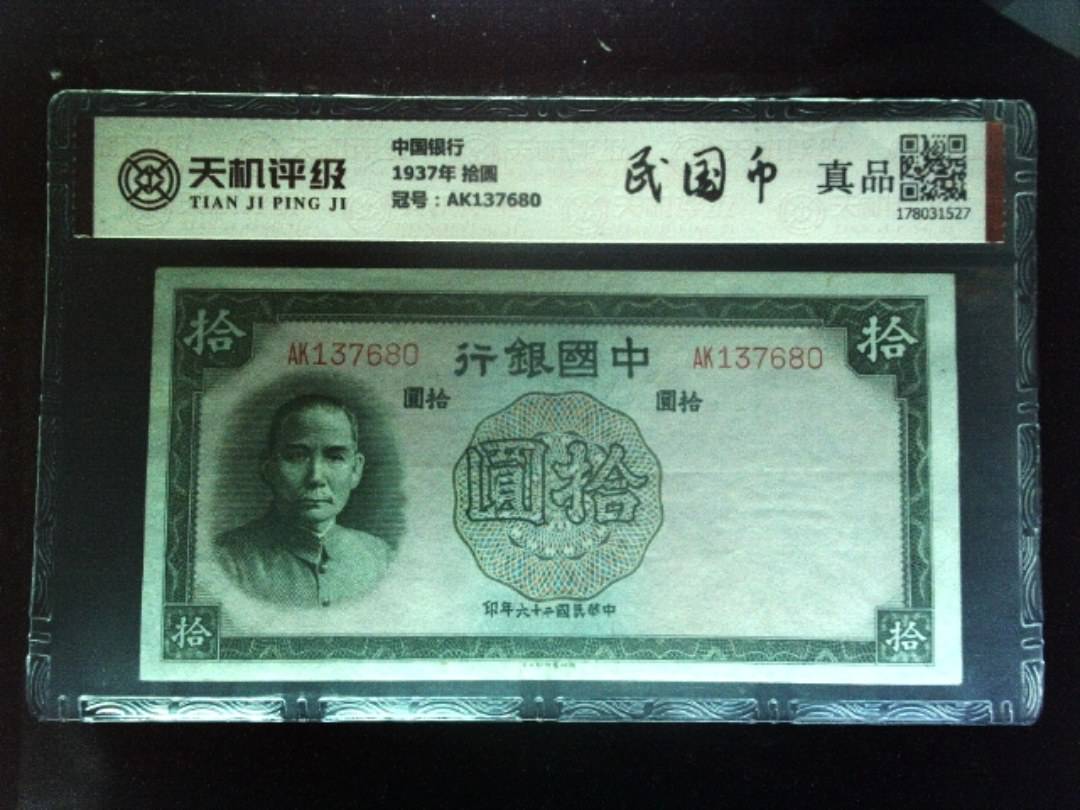 天机评级
TIAN JI PING JI
中国银行
1937年 拾圆
冠号：AK137680
民国币
真品
178031527
拾
拾
AK137680
行銀國中
AK137680
圓拾
圓拾
圓拾
印年六十二國民華中
拾
拾